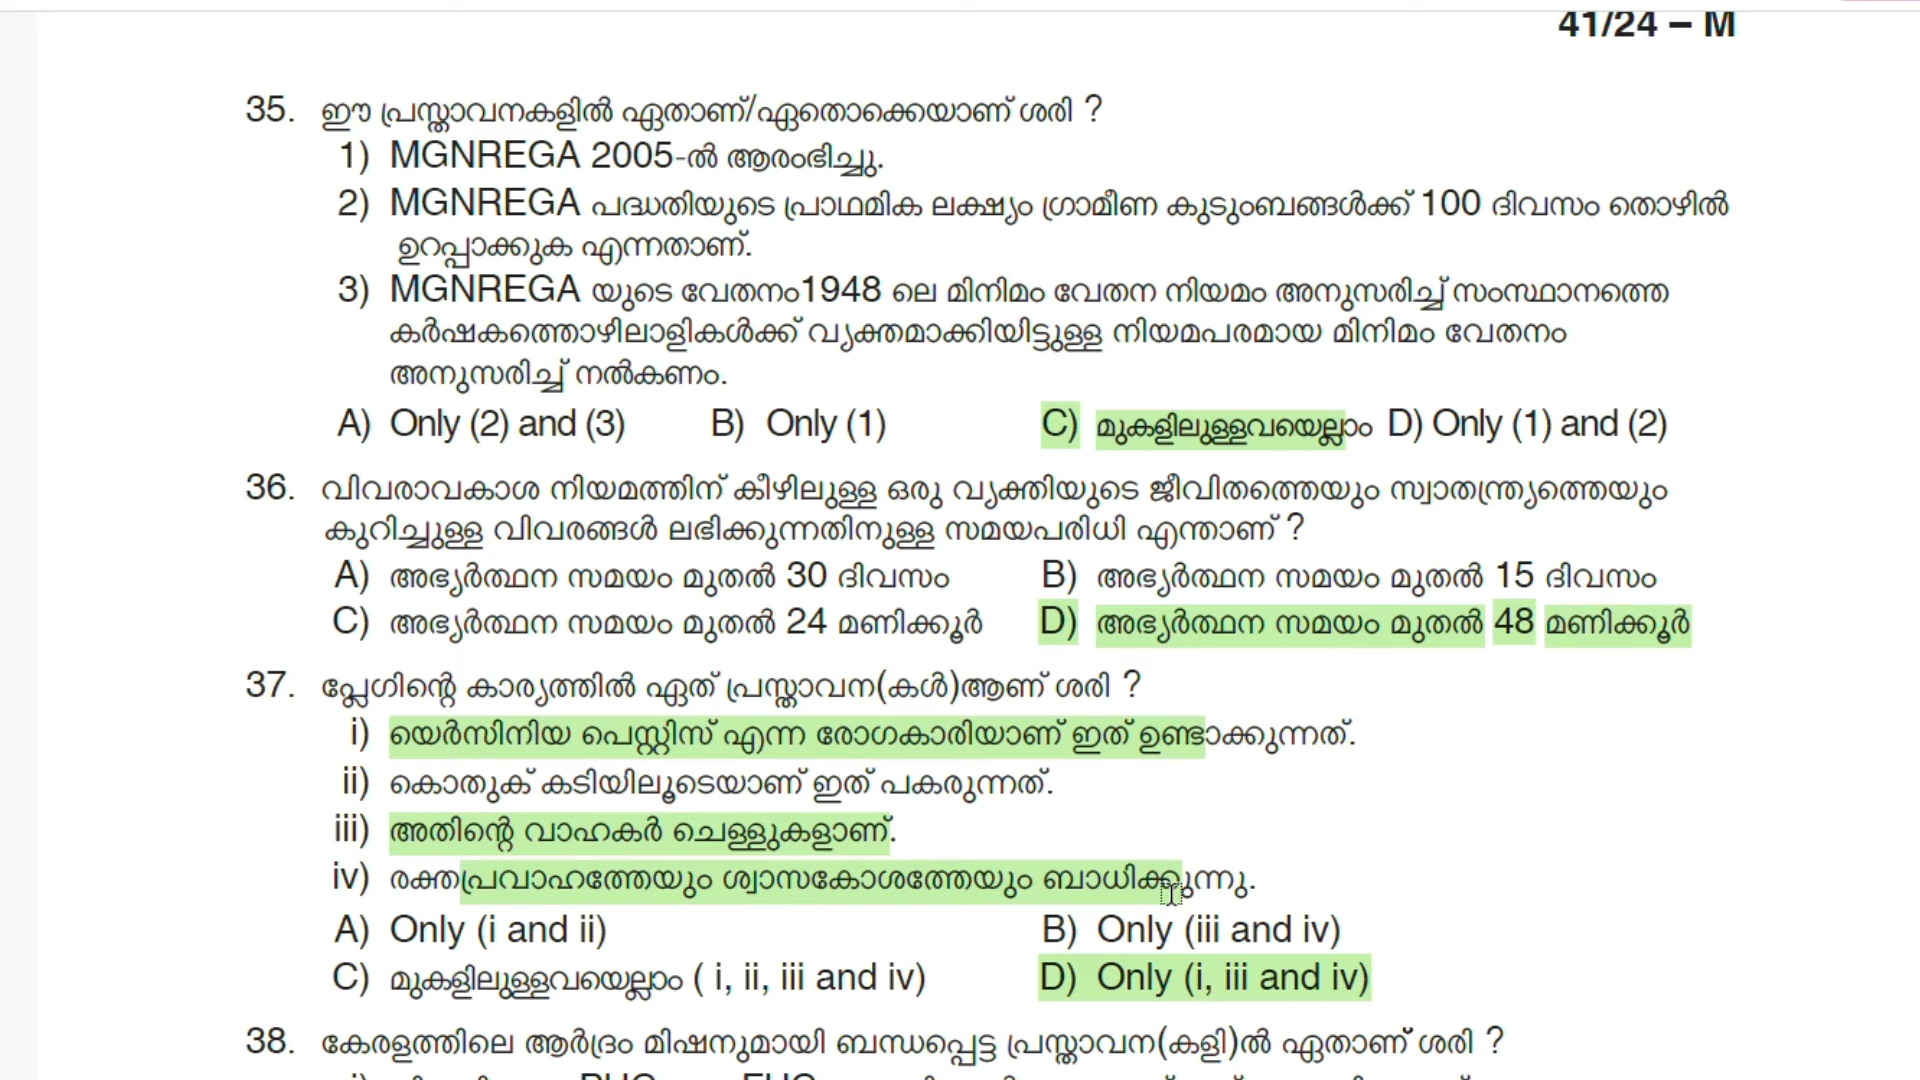 41/24 – M
35. ഈ പ്രസ്താവനകളിൽ ഏതാണ്/ഏതൊക്കെയാണ് ശരി ?
1) MGNREGA 2005-ൽ ആരംഭിച്ചു.
2) MGNREGA പദ്ധതിയുടെ പ്രാഥമിക ലക്ഷ്യം ഗ്രാമീണ കുടുംബങ്ങൾക്ക് 100 ദിവസം തൊഴിൽ
ഉറപ്പാക്കുക എന്നതാണ്.
3) MGNREGA യുടെ വേതനം1948 ലെ മിനിമം വേതന നിയമം അനുസരിച്ച് സംസ്ഥാനത്തെ
കർഷകത്തൊഴിലാളികൾക്ക് വ്യക്തമാക്കിയിട്ടുള്ള നിയമപരമായ മിനിമം വേതനം
അനുസരിച്ച് നൽകണം.
A) Only (2) and (3) B) Only (1) C) മുകളിലുള്ളവയെല്ലാം D) Only (1) and (2)
36. വിവരാവകാശ നിയമത്തിന് കീഴിലുള്ള ഒരു വ്യക്തിയുടെ ജീവിതത്തെയും സ്വാതന്ത്ര്യത്തെയും
കുറിച്ചുള്ള വിവരങ്ങൾ ലഭിക്കുന്നതിനുള്ള സമയപരിധി എന്താണ് ?
A) അഭ്യർത്ഥന സമയം മുതൽ 30 ദിവസം B) അഭ്യർത്ഥന സമയം മുതൽ 15 ദിവസം
C) അഭ്യർത്ഥന സമയം മുതൽ 24 മണിക്കൂർ D) അഭ്യർത്ഥന സമയം മുതൽ 48 മണിക്കൂർ
37. പ്ലേഗിന്റെ കാര്യത്തിൽ ഏത് പ്രസ്താവന(കൾ)ആണ് ശരി ?
i) യെർസിനിയ പെസ്റ്റിസ് എന്ന രോഗകാരിയാണ് ഇത് ഉണ്ടാക്കുന്നത്.
ii) കൊതുക് കടിയിലൂടെയാണ് ഇത് പകരുന്നത്.
iii) അതിന്റെ വാഹകർ ചെള്ളുകളാണ്.
iv) രക്തപ്രവാഹത്തേയും ശ്വാസകോശത്തേയും ബാധിക്കുന്നു.
A) Only (i and ii) B) Only (iii and iv)
C) മുകളിലുള്ളവയെല്ലാം ( i, ii, iii and iv) D) Only (i, iii and iv)
38. കേരളത്തിലെ ആർദ്രം മിഷനുമായി ബന്ധപ്പെട്ട പ്രസ്താവന(കളി)ൽ ഏതാണ് ശരി ?